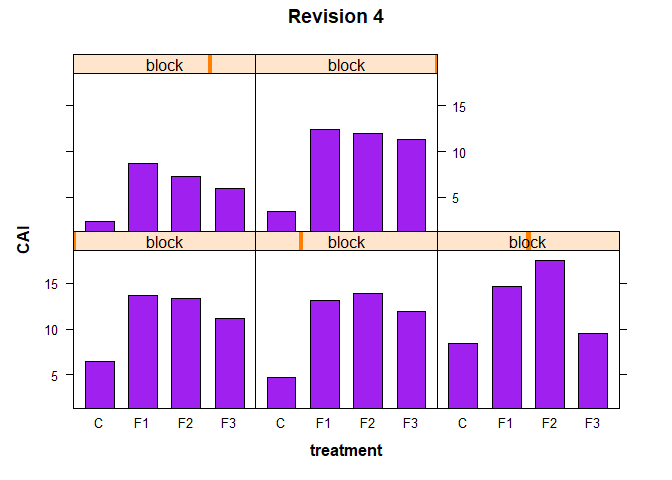 Revision 4
block block
15
10
5
CAI
block block block
15
10
5
C F1 F2 F3 C F1 F2 F3 C F1 F2 F3
treatment